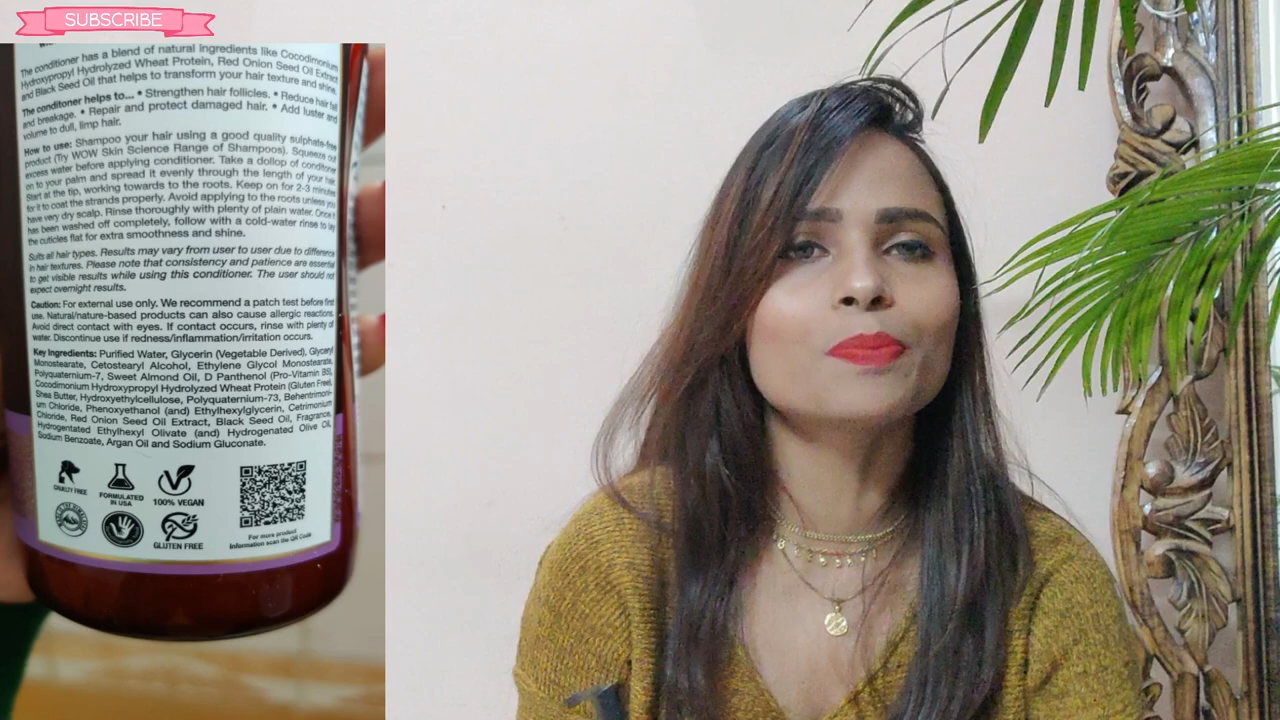 SUBSCRIBE
The conditioner has a blend of natural ingredients like Cocodimonium
Hydroxypropyl Hydrolyzed Wheat Protein, Red Onion Seed Oil Extract
and Black Seed Oil that helps to transform your hair texture and shine.
The conditoner helps to... • Strengthen hair follicles. • Reduce hair fall
and breakage. • Repair and protect damaged hair. • Add luster and
volume to dull, limp hair.
How to use: Shampoo your hair using a good quality sulphate-free
product (Try WOW Skin Science Range of Shampoos). Squeeze out
excess water before applying conditioner. Take a dollop of conditioner
on to your palm and spread it evenly through the length of your hair.
Start at the tip, working towards to the roots. Keep on for 2-3 minutes
for it to coat the strands properly. Avoid applying to the roots unless you
have very dry scalp. Rinse thoroughly with plenty of plain water. Once it
has been washed off completely, follow with a cold-water rinse to lay
the cuticles flat for extra smoothness and shine.
Suits all hair types. Results may vary from user to user due to difference
in hair textures. Please note that consistency and patience are essential
to get visible results while using this conditioner. The user should not
expect overnight results.
Caution: For external use only. We recommend a patch test before first
use. Natural/nature-based products can also cause allergic reactions.
Avoid direct contact with eyes. If contact occurs, rinse with plenty of
water. Discontinue use if redness/inflammation/irritation occurs.
Key Ingredients: Purified Water, Glycerin (Vegetable Derived), Glyceryl
Monostearate, Cetostearyl Alcohol, Ethylene Glycol Monostearate,
Polyquaternium-7, Sweet Almond Oil, D Panthenol (Pro-Vitamin B5),
Cocodimonium Hydroxypropyl Hydrolyzed Wheat Protein (Gluten Free),
Shea Butter, Hydroxyethylcellulose, Polyquaternium-73, Behentrimoni-
um Chloride, Phenoxyethanol (and) Ethylhexylglycerin, Cetrimonium
Chloride, Red Onion Seed Oil Extract, Black Seed Oil, Fragrance,
Hydrogentated Ethylhexyl Olivate (and) Hydrogenated Olive Oil,
Sodium Benzoate, Argan Oil and Sodium Gluconate.
CRUELTY FREE
FORMULATED
IN USA
100% VEGAN
GLUTEN FREE
For more product
information scan the QR Code